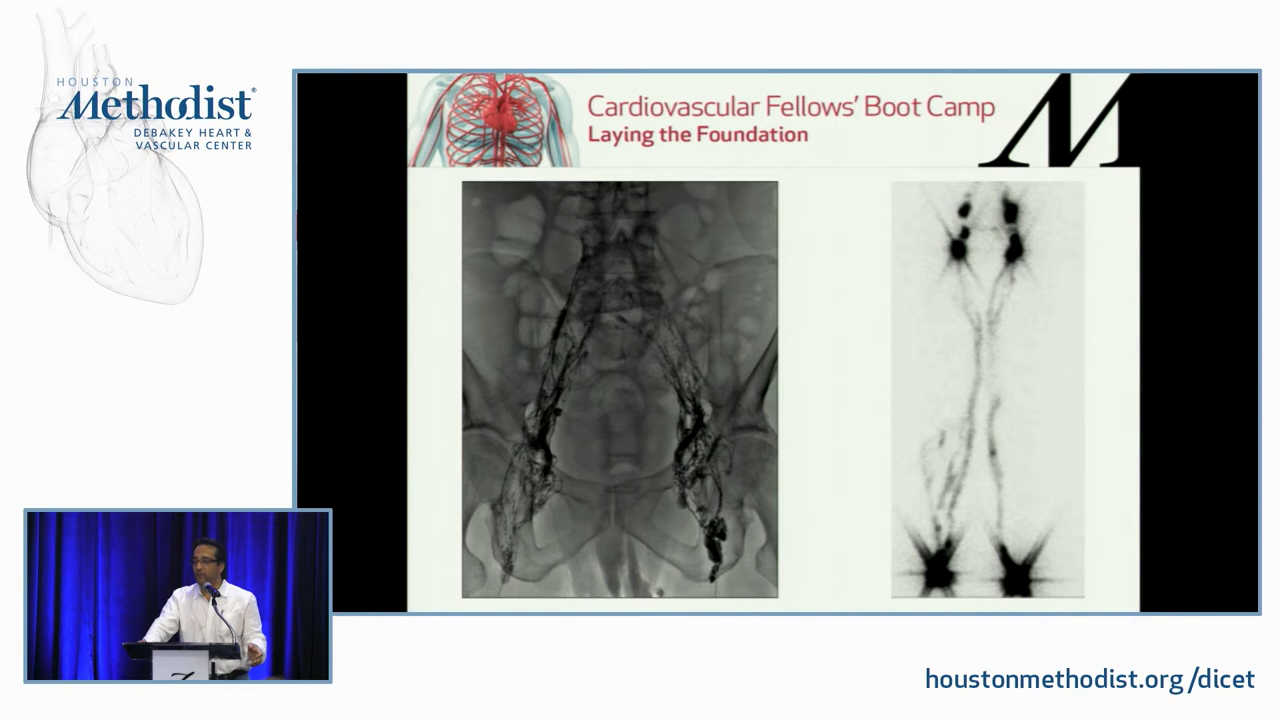 HOUSTON
Methodist®
DEBAKEY HEART &
VASCULAR CENTER
Cardiovascular Fellows' Boot Camp
Laying the Foundation
M
houstonmethodist.org/dicet